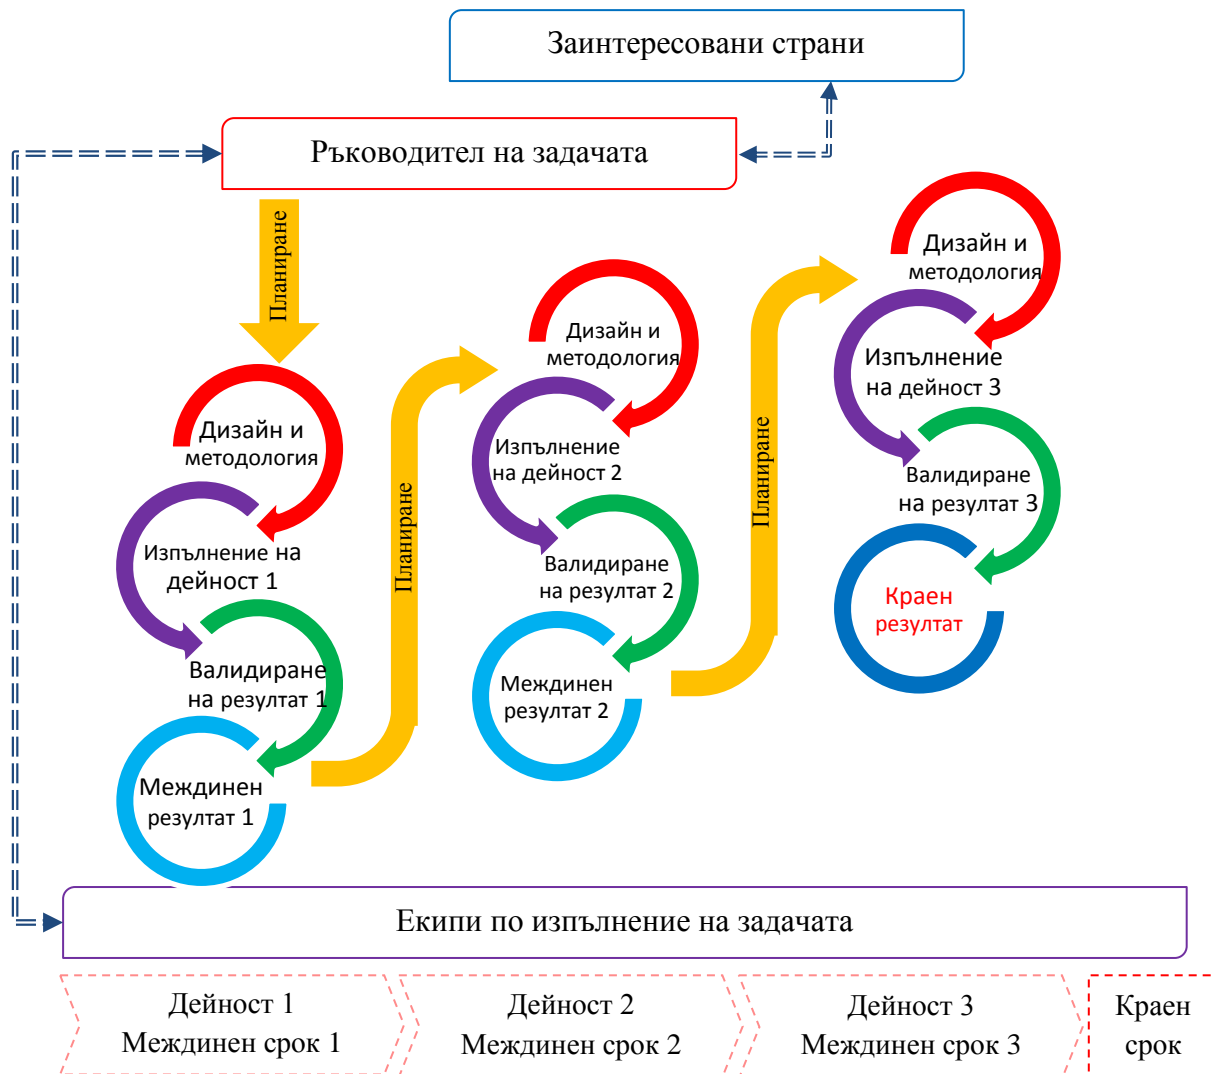 Заинтересовани страни
Ръководител на задачата
Планиране
Дизайн и
методология
Изпълнение на
дейност 1
Валидиране
на резултат 1
Междинен
резултат 1
Планиране
Дизайн и
методология
Изпълнение
на дейност 2
Валидиране
на резултат 2
Междинен
резултат 2
Планиране
Дизайн и
методология
Изпълнение
на дейност 3
Валидиране
на резултат 3
Краен
резултат
Екипи по изпълнение на задачата
Дейност 1
Междинен срок 1
Дейност 2
Междинен срок 2
Дейност 3
Междинен срок 3
Краен
срок